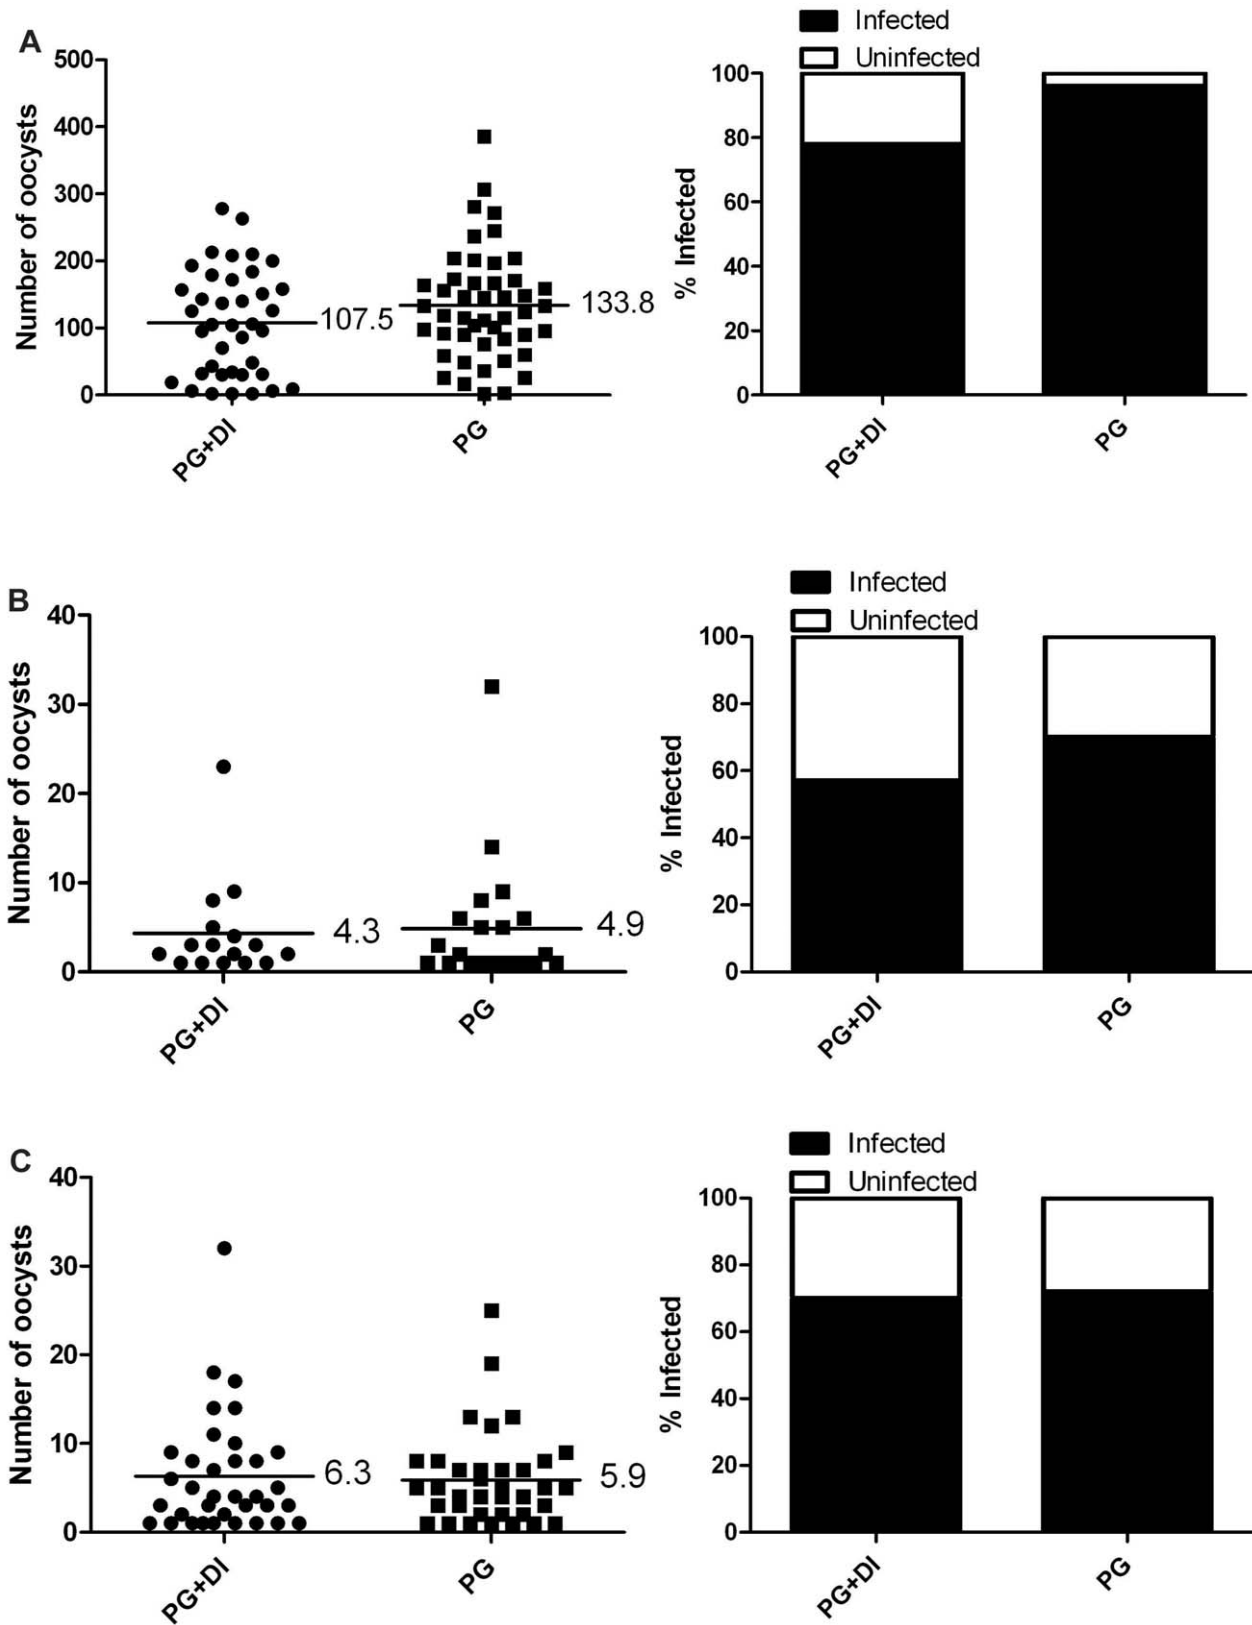 A
Number of oocysts
500
400
300
200
100
0
107.5
133.8
PG+DI
PG
Infected
Uninfected
% Infected
100
80
60
40
20
0
PG+DI
PG
B
Number of oocysts
40
30
20
10
0
4.3
4.9
PG+DI
PG
Infected
Uninfected
% Infected
100
80
60
40
20
0
PG+DI
PG
C
Number of oocysts
40
30
20
10
0
6.3
5.9
PG+DI
PG
Infected
Uninfected
% Infected
100
80
60
40
20
0
PG+DI
PG